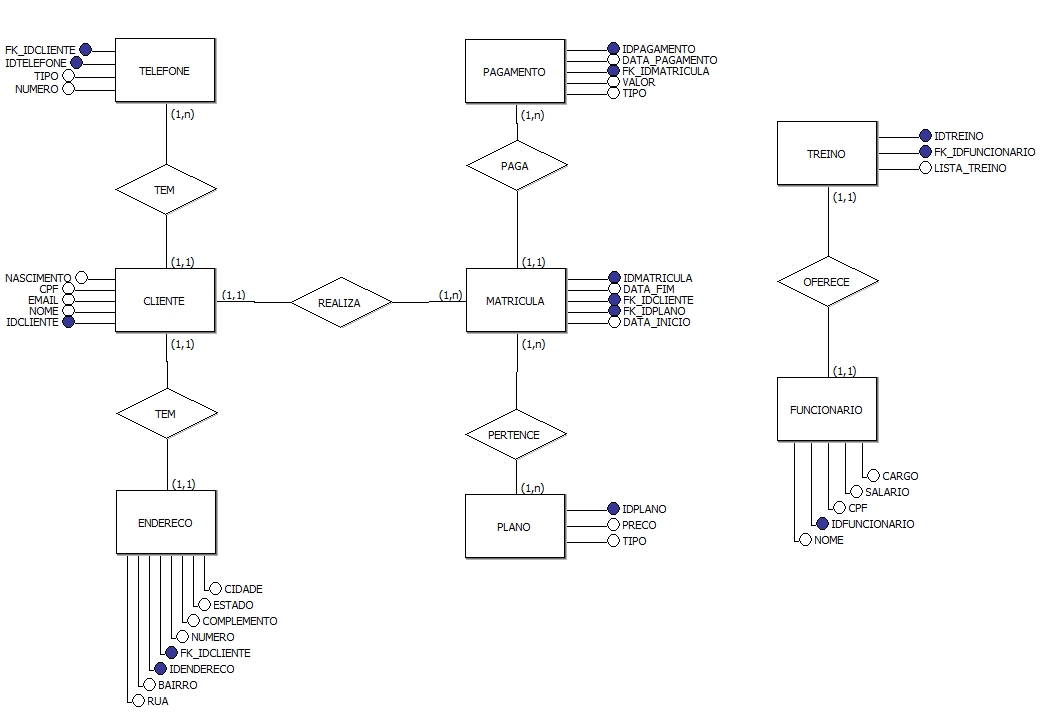 FK_IDCLIENTE
IDTELEFONE
TIPO
NUMERO
TELEFONE
(1,n)
TEM
(1,1)
NASCIMENTO
CPF
EMAIL
NOME
IDCLIENTE
CLIENTE
(1,1)
REALIZA
(1,n)
(1,1)
TEM
(1,1)
ENDERECO
CIDADE
ESTADO
COMPLEMENTO
NUMERO
FK_IDCLIENTE
IDENDERECO
BAIRRO
RUA
PAGAMENTO
IDPAGAMENTO
DATA_PAGAMENTO
FK_IDMATRICULA
VALOR
TIPO
(1,n)
PAGA
(1,1)
MATRICULA
IDMATRICULA
DATA_FIM
FK_IDCLIENTE
FK_IDPLANO
DATA_INICIO
(1,n)
PERTENCE
(1,n)
PLANO
IDPLANO
PRECO
TIPO
TREINO
IDTREINO
FK_IDFUNCIONARIO
LISTA_TREINO
(1,1)
OFERECE
(1,1)
FUNCIONARIO
CARGO
SALARIO
CPF
IDFUNCIONARIO
NOME